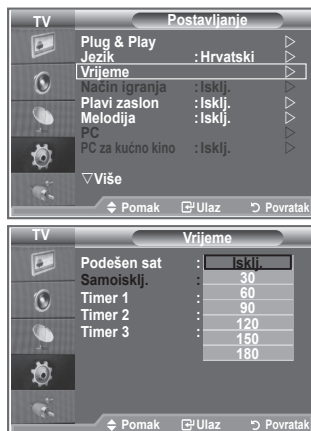 TV Postavljanje
Plug & Play
Jezik : Hrvatski
Vrijeme
Način igranja : Isklj.
Plavi zaslon : Isklj.
Melodija : Isklj.
PC
PC za kućno kino : Isklj.
▽Više
Pomak Ulaz Povratak
TV Vrijeme
Podešen sat : Isklj.
Samoisklj. : 30
Timer 1 : 60
Timer 2 : 90
Timer 3 : 120
150
180
Pomak Ulaz Povratak